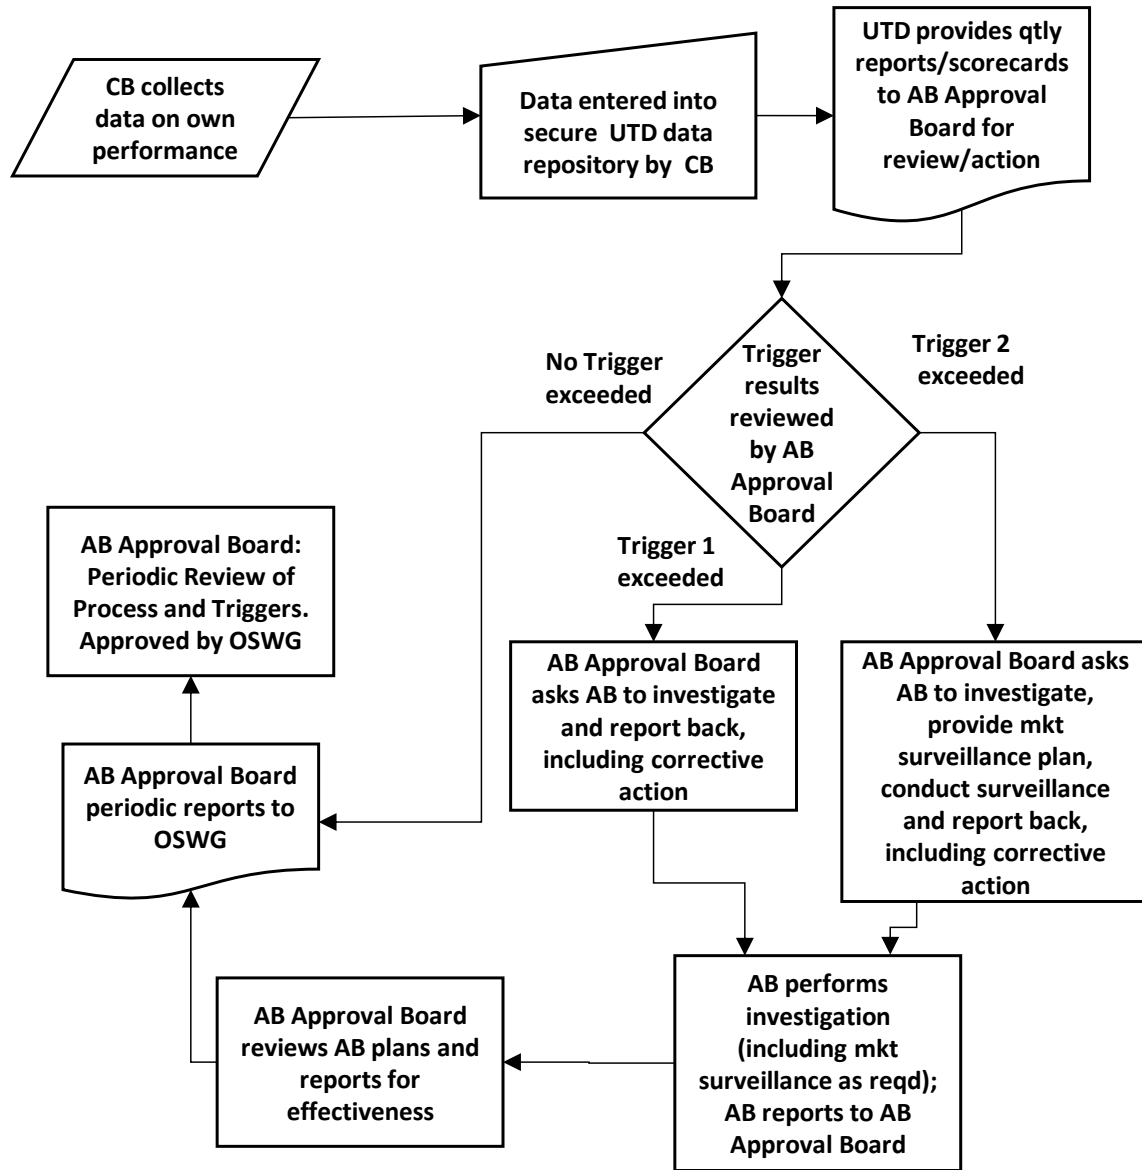 CB collects
data on own
performance
Data entered into
secure UTD data
repository by CB
UTD provides qtly
reports/scorecards
to AB Approval
Board for
review/action
No Trigger
exceeded
Trigger
results
reviewed
by AB
Approval
Board
Trigger 2
exceeded
Trigger 1
exceeded
AB Approval Board:
Periodic Review of
Process and Triggers.
Approved by OSWG
AB Approval Board
asks AB to investigate
and report back,
including corrective
action
AB Approval Board asks
AB to investigate,
provide mkt
surveillance plan,
conduct surveillance
and report back,
including corrective
action
AB Approval Board
periodic reports to
OSWG
AB Approval Board
reviews AB plans and
reports for
effectiveness
AB performs
investigation
(including mkt
surveillance as reqd);
AB reports to AB
Approval Board